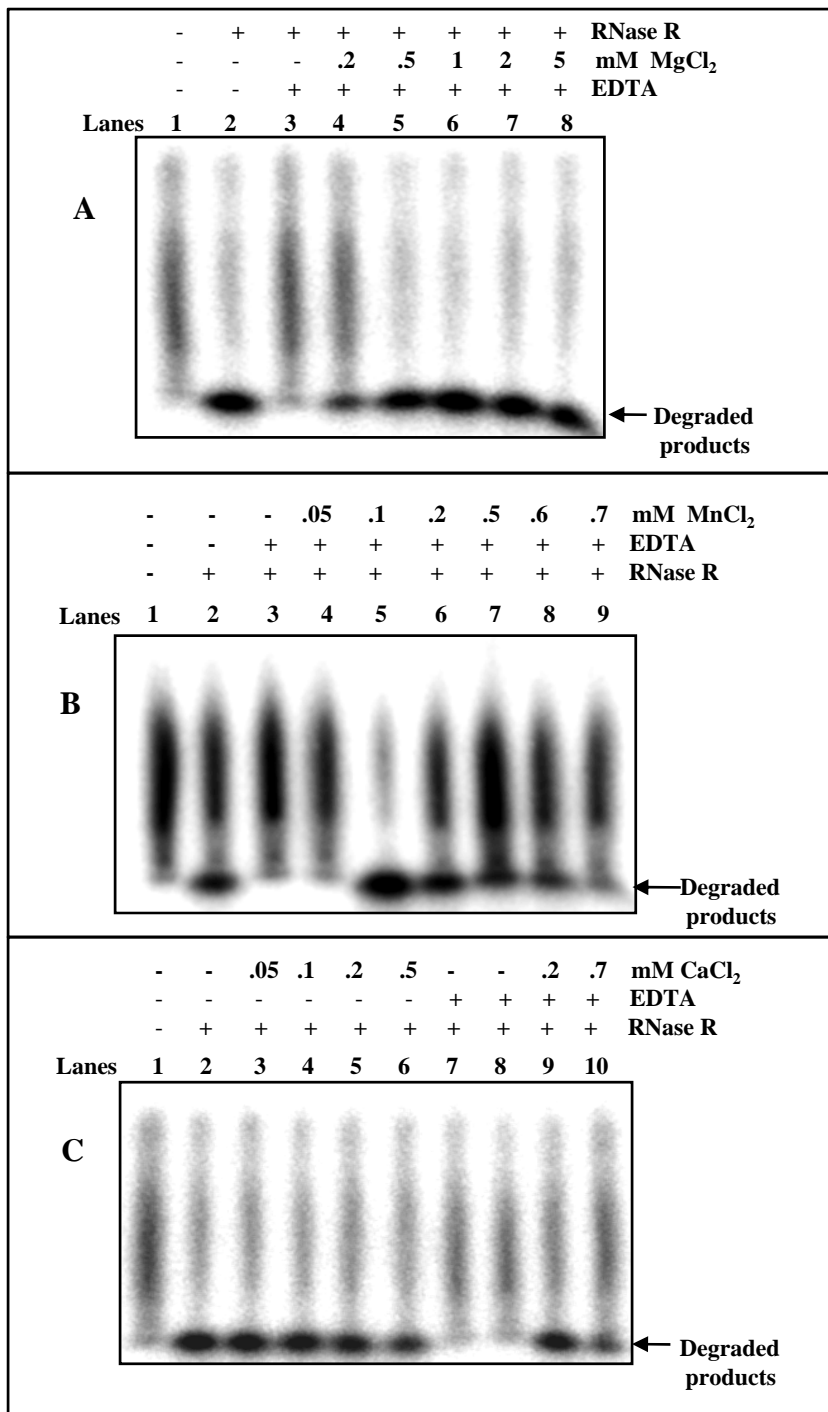 - + + + + + + + RNase R
- - - .2 .5 1 2 5 mM MgCl₂
- - + + + + + + EDTA
Lanes 1 2 3 4 5 6 7 8
A
Degraded
products
- - - .05 .1 .2 .5 .6 .7 mM MnCl₂
- - + + + + + + + EDTA
- + + + + + + + + RNase R
Lanes 1 2 3 4 5 6 7 8 9
B
Degraded
products
- - .05 .1 .2 .5 - - .2 .7 mM CaCl₂
- - - - - - + + + + EDTA
- + + + + + + + + + RNase R
Lanes 1 2 3 4 5 6 7 8 9 10
C
Degraded
products